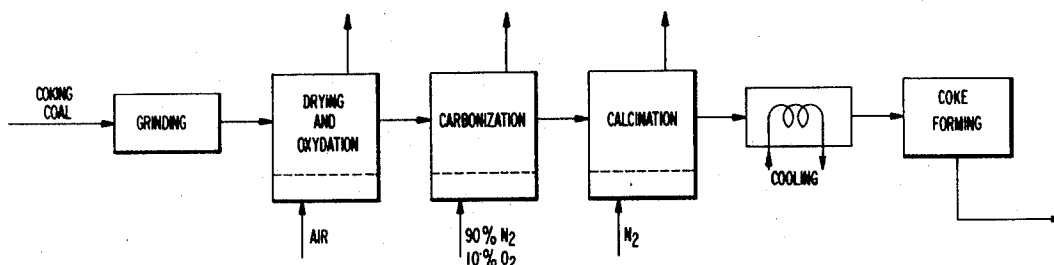 COKING
COAL
GRINDING
DRYING
AND
OXYDATION
AIR
CARBONIZATION
90% N2
10% O2
CALCINATION
N2
COOLING
COKE
FORMING